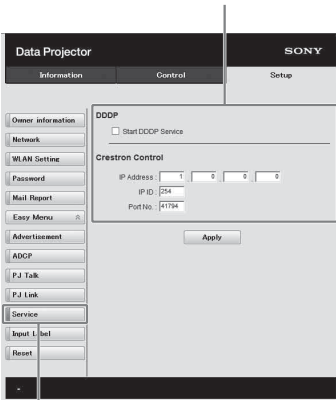 Data Projector SONY
Information Control Setup
Owner information
Network
WLAN Setting
Password
Mail Report
Easy Menu
Advertisement
ADCP
PJ Talk
PJ Link
Service
Input Label
Reset
DDDP
Start DDDP Service
Crestron Control
IP Address : 1 . 0 . 0 . 0
IP ID : 254
Port No. : 41794
Apply